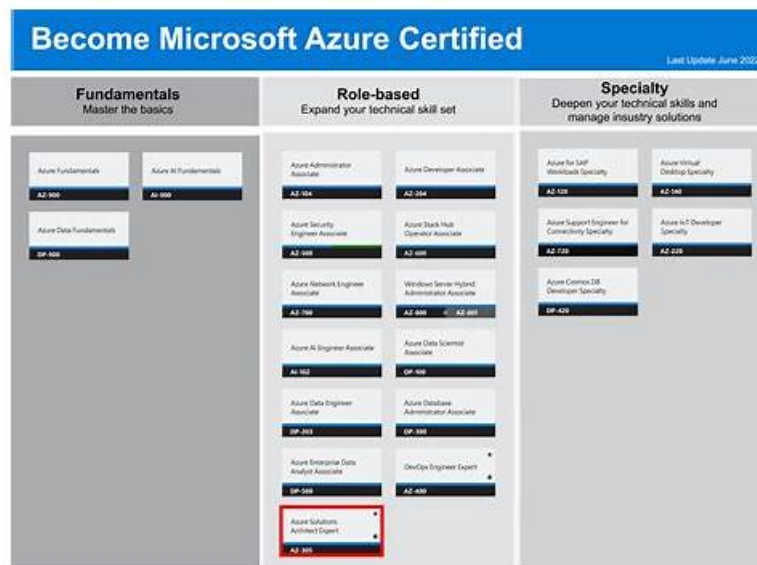 Become Microsoft Azure Certified
Last Update June 2022
Fundamentals
Master the basics
Role-based
Expand your technical skill set
Specialty
Deepen your technical skills and
manage insustry solutions
Azure Fundamentals
AZ-900
Azure AI Fundamentals
AI-900
Azure Data Fundamentals
DP-900
Azure Administrator
Associate
AZ-104
Azure Developer Associate
AZ-204
Azure Security
Engineer Associate
AZ-500
Azure Stack Hub
Operator Associate
AZ-600
Azure Network Engineer
Associate
AZ-700
Windows Server Hybrid
Administrator Associate
AZ-800 + AZ-801
Azure AI Engineer Associate
AI-102
Azure Data Scientist
Associate
DP-100
Azure Data Engineer
Associate
DP-203
Azure Database
Administrator Associate
DP-300
Azure Enterprise Data
Analyst Associate
DP-500
DevOps Engineer Expert
AZ-400
Azure Solutions
Architect Expert
AZ-305
Azure for SAP
Workloads Specialty
AZ-120
Azure Virtual
Desktop Specialty
AZ-140
Azure Support Engineer for
Connectivity Specialty
AZ-720
Azure IoT Developer
Specialty
AZ-220
Azure Cosmos DB
Developer Specialty
DP-420